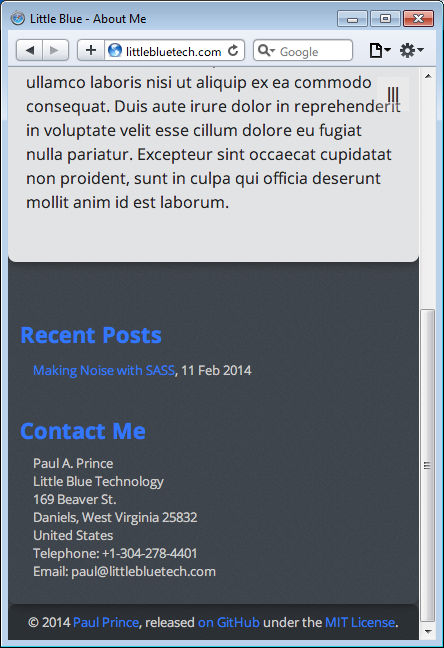 Little Blue - About Me
littlebluetech.com
Google
ullamco laboris nisi ut aliquip ex ea commodo
consequat. Duis aute irure dolor in reprehenderit
in voluptate velit esse cillum dolore eu fugiat
nulla pariatur. Excepteur sint occaecat cupidatat
non proident, sunt in culpa qui officia deserunt
mollit anim id est laborum.
Recent Posts
Making Noise with SASS, 11 Feb 2014
Contact Me
Paul A. Prince
Little Blue Technology
169 Beaver St.
Daniels, West Virginia 25832
United States
Telephone: +1-304-278-4401
Email: paul@littlebluetech.com
© 2014 Paul Prince, released on GitHub under the MIT License.